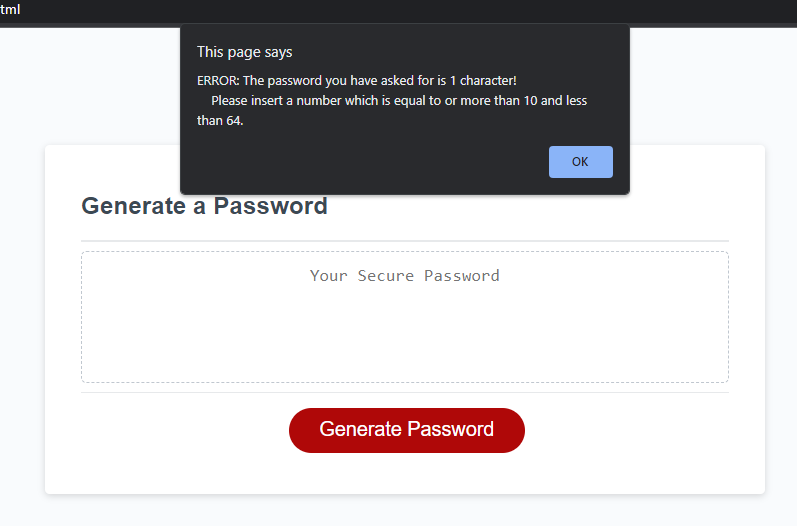 tml
This page says
ERROR: The password you have asked for is 1 character!
Please insert a number which is equal to or more than 10 and less
than 64.
OK
Generate a Password
Your Secure Password
Generate Password